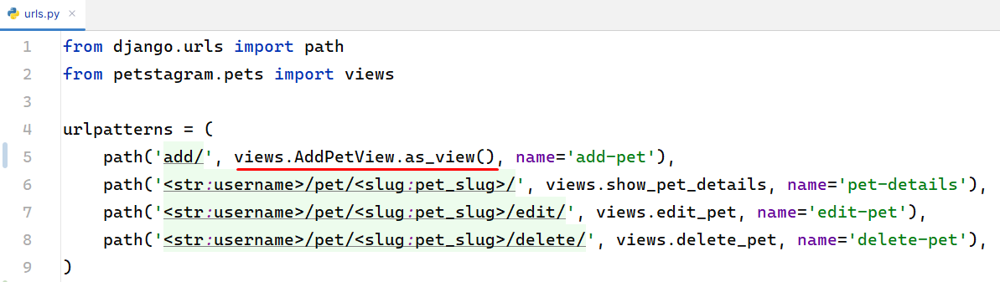 urls.py ×
1 from django.urls import path
2 from petstagram.pets import views
3
4 urlpatterns = (
5     path('add/', views.AddPetView.as_view(), name='add-pet'),
6     path('<str:username>/pet/<slug:pet_slug>/', views.show_pet_details, name='pet-details'),
7     path('<str:username>/pet/<slug:pet_slug>/edit/', views.edit_pet, name='edit-pet'),
8     path('<str:username>/pet/<slug:pet_slug>/delete/', views.delete_pet, name='delete-pet'),
9 )